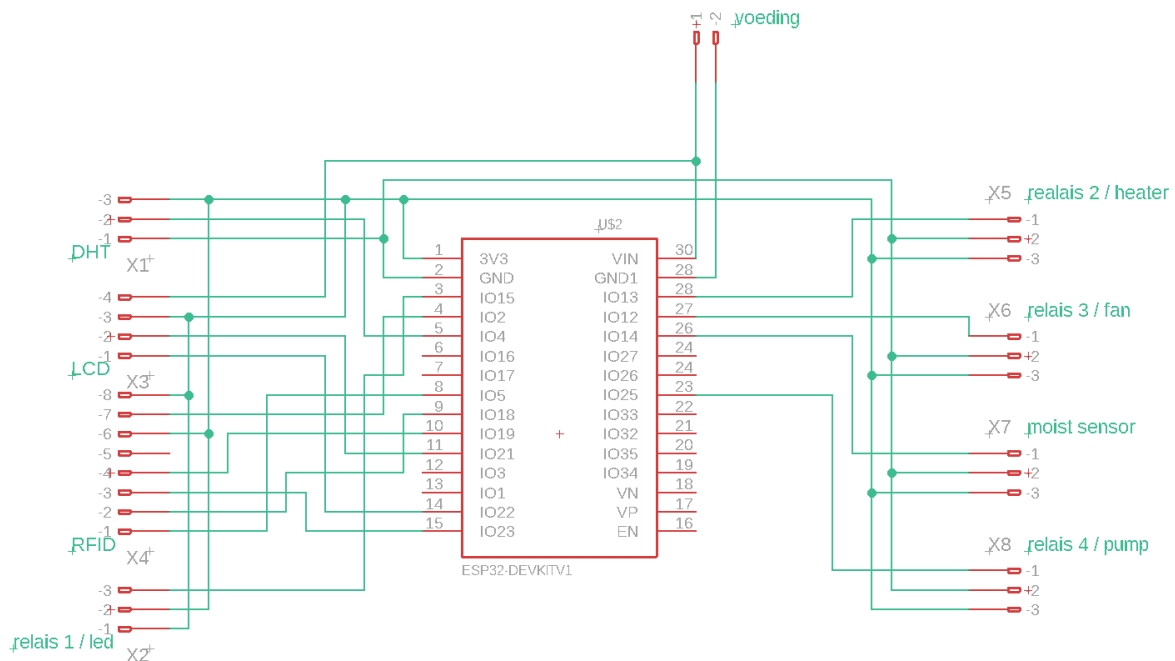 +1
-2
voeding
-3
-2
-1
DHT
X1
-4
-3
-2
-1
LCD
X3
-8
-7
-6
-5
-4
-3
-2
-1
RFID
X4
-3
-2
-1
relais 1 / led
X2
U$2
1 3V3
2 GND
3 IO15
4 IO2
5 IO4
6 IO16
7 IO17
8 IO5
9 IO18
10 IO19
11 IO21
12 IO3
13 IO1
14 IO22
15 IO23
VIN 30
GND1 28
IO13 28
IO12 27
IO14 26
IO27 24
IO26 24
IO25 23
IO33 22
IO32 21
IO35 20
IO34 19
VN 18
VP 17
EN 16
ESP32-DEVKITV1
X5 realais 2 / heater
-1
+2
-3
X6 relais 3 / fan
-1
+2
-3
X7 moist sensor
-1
+2
-3
X8 relais 4 / pump
-1
+2
-3